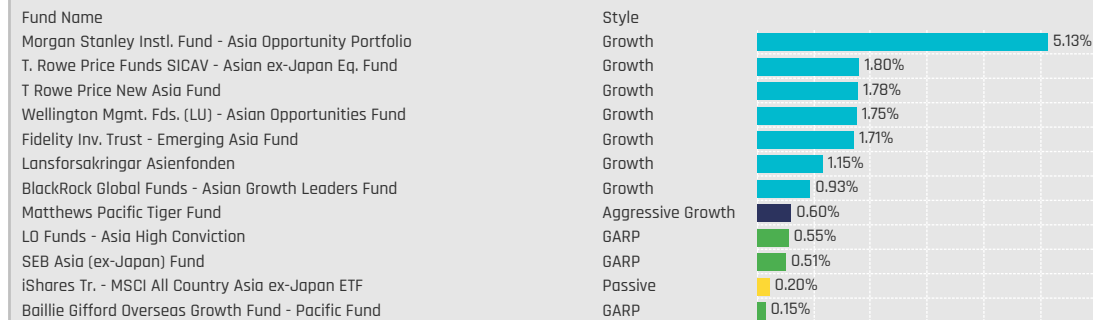 Fund Name Style
Morgan Stanley Instl. Fund - Asia Opportunity Portfolio Growth 5.13%
T. Rowe Price Funds SICAV - Asian ex-Japan Eq. Fund Growth 1.80%
T Rowe Price New Asia Fund Growth 1.78%
Wellington Mgmt. Fds. (LU) - Asian Opportunities Fund Growth 1.75%
Fidelity Inv. Trust - Emerging Asia Fund Growth 1.71%
Lansforsakringar Asienfonden Growth 1.15%
BlackRock Global Funds - Asian Growth Leaders Fund Growth 0.93%
Matthews Pacific Tiger Fund Aggressive Growth 0.60%
LO Funds - Asia High Conviction GARP 0.55%
SEB Asia (ex-Japan) Fund GARP 0.51%
iShares Tr. - MSCI All Country Asia ex-Japan ETF Passive 0.20%
Baillie Gifford Overseas Growth Fund - Pacific Fund GARP 0.15%